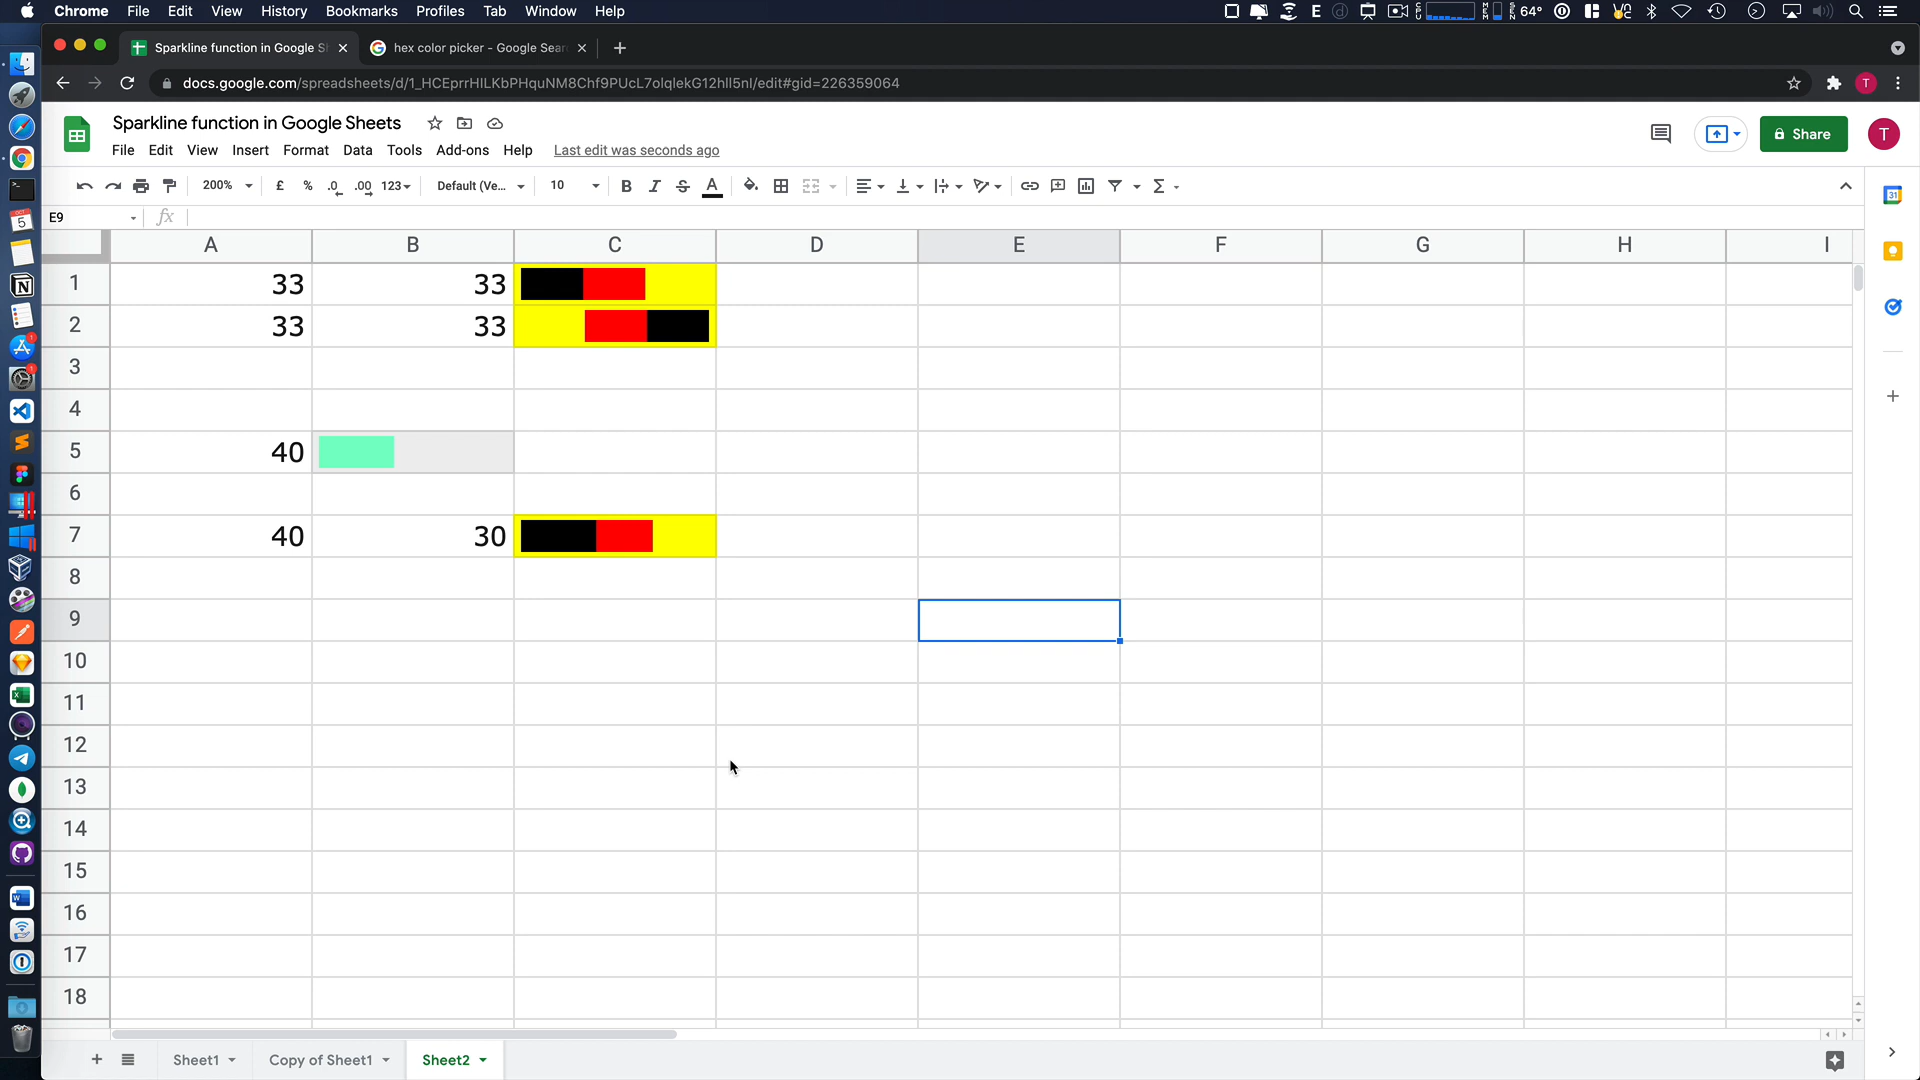 Chrome File Edit View History Bookmarks Profiles Tab Window Help 64°
Sparkline function in Google S
hex color picker - Google Sear
docs.google.com/spreadsheets/d/1_HCEprrHILKbPHquNM8Chf9PUcL7olqlekG12hlI5nI/edit#gid=226359064
Sparkline function in Google Sheets
File Edit View Insert Format Data Tools Add-ons Help Last edit was seconds ago
Share
T
200% £ % .0 .00 123 Default (Ve... 10 B I S A
E9 fx
A B C D E F G H I
1 33 33
2 33 33
3
4
5 40
6
7 40 30
8
9
10
11
12
13
14
15
16
17
18
Sheet1 Copy of Sheet1 Sheet2